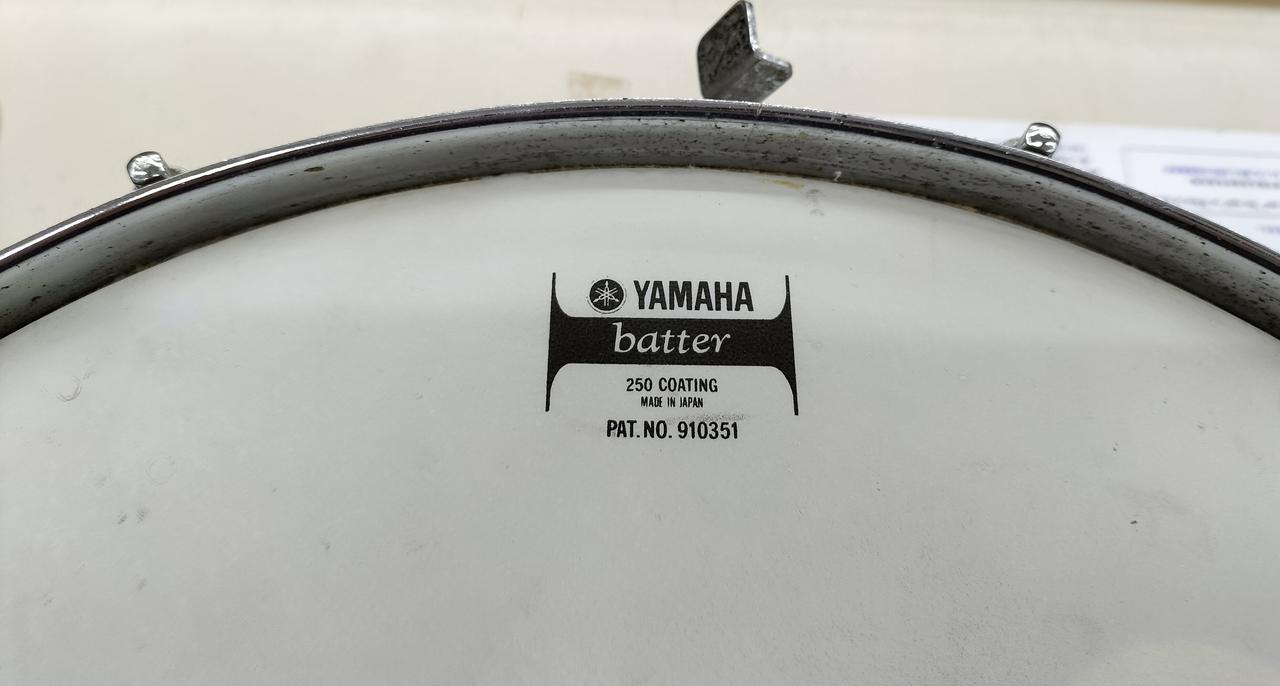 YAMAHA
batter
250 COATING
MADE IN JAPAN
PAT. NO. 910351